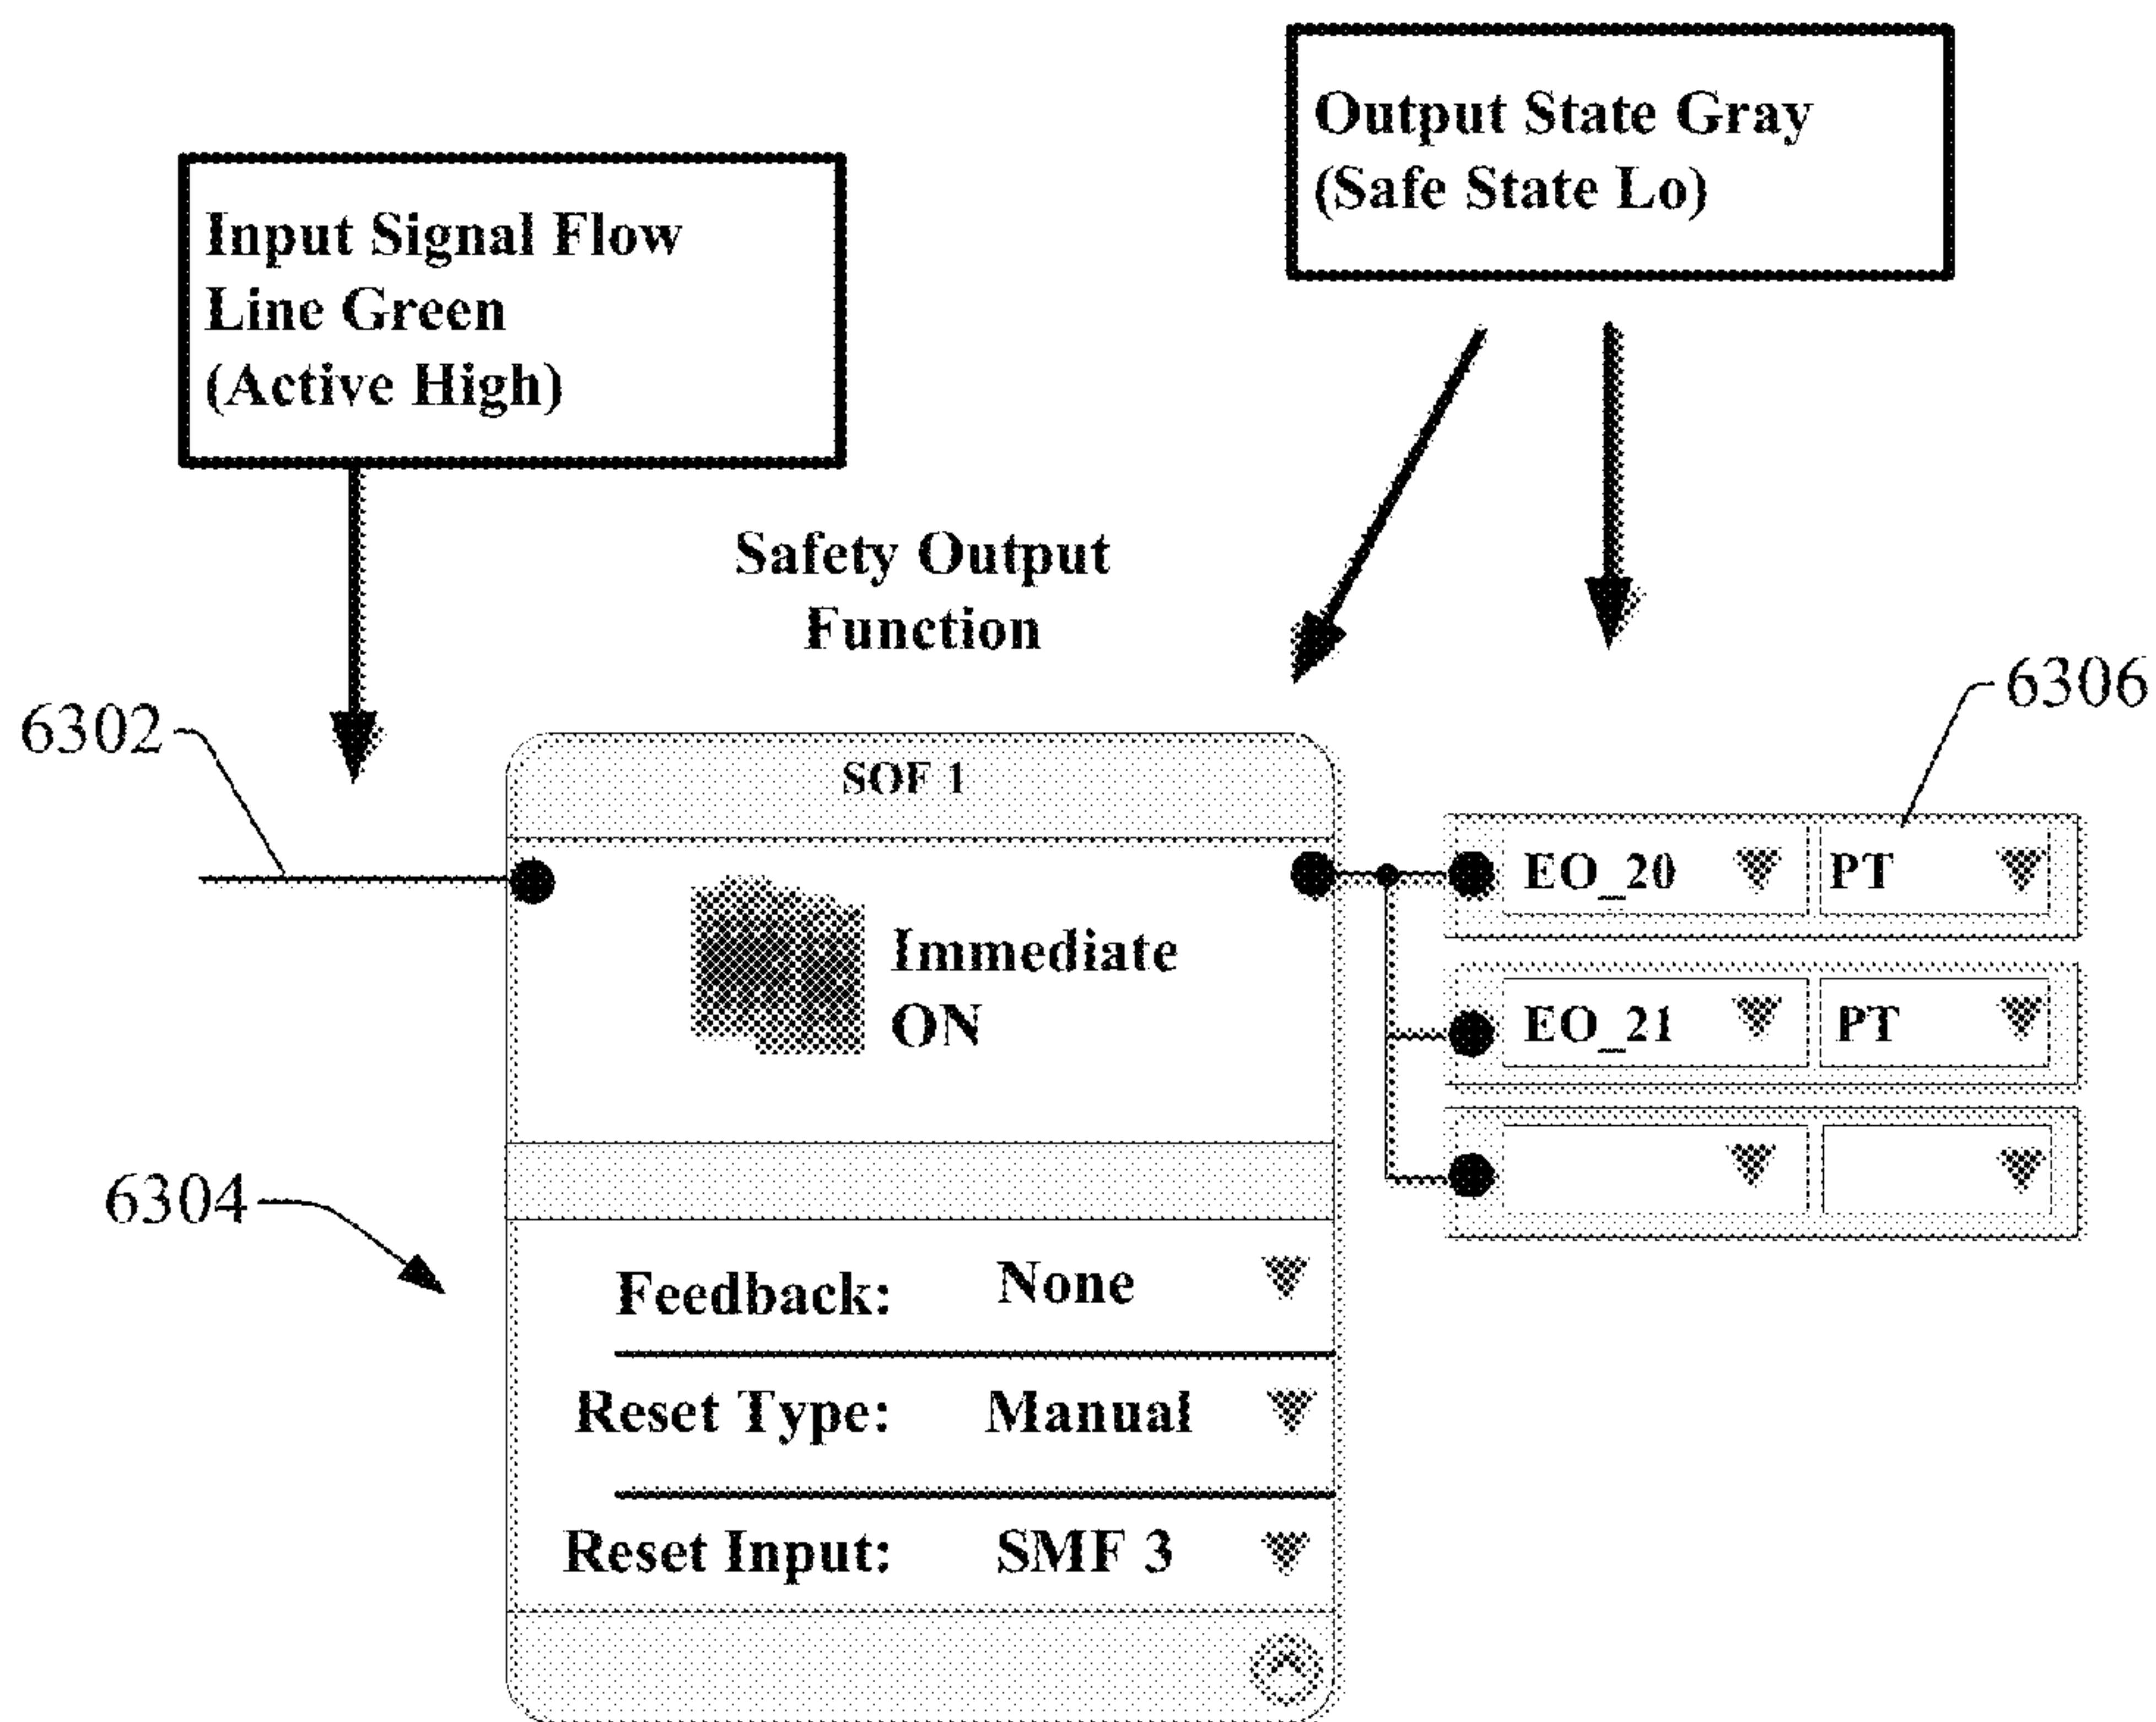 Output State Gray
(Safe State Lo)
Input Signal Flow
Line Green
(Active High)
Safety Output
Function
6302
6306
SOF 1
EO_20
PT
Immediate
ON
EO_21
PT
6304
Feedback: None
Reset Type: Manual
Reset Input: SMF 3